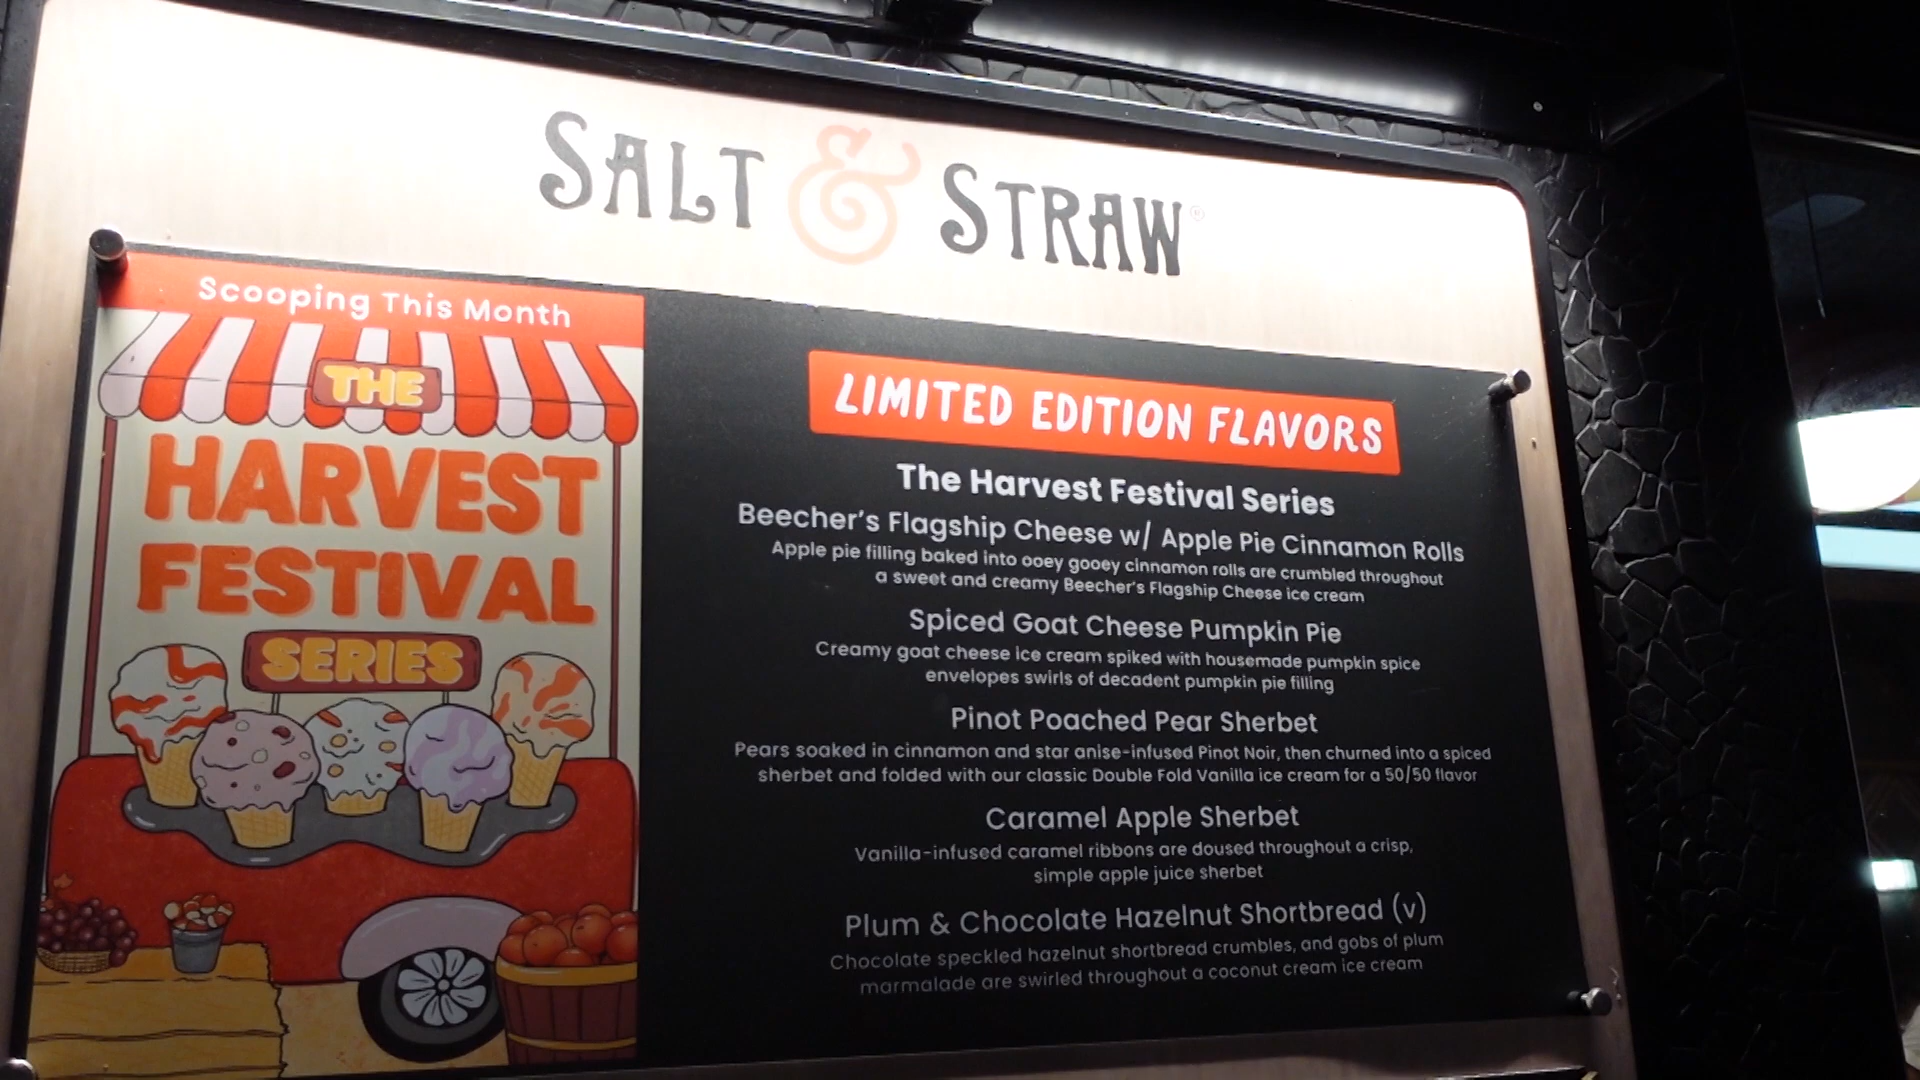 SALT & STRAW®
Scooping This Month
THE
HARVEST
FESTIVAL
SERIES
LIMITED EDITION FLAVORS
The Harvest Festival Series
Beecher's Flagship Cheese w/ Apple Pie Cinnamon Rolls
Apple pie filling baked into ooey gooey cinnamon rolls are crumbled throughout
a sweet and creamy Beecher's Flagship Cheese ice cream
Spiced Goat Cheese Pumpkin Pie
Creamy goat cheese ice cream spiked with housemade pumpkin spice
envelopes swirls of decadent pumpkin pie filling
Pinot Poached Pear Sherbet
Pears soaked in cinnamon and star anise-infused Pinot Noir, then churned into a spiced
sherbet and folded with our classic Double Fold Vanilla ice cream for a 50/50 flavor
Caramel Apple Sherbet
Vanilla-infused caramel ribbons are doused throughout a crisp,
simple apple juice sherbet
Plum & Chocolate Hazelnut Shortbread (v)
Chocolate speckled hazelnut shortbread crumbles, and gobs of plum
marmalade are swirled throughout a coconut cream ice cream